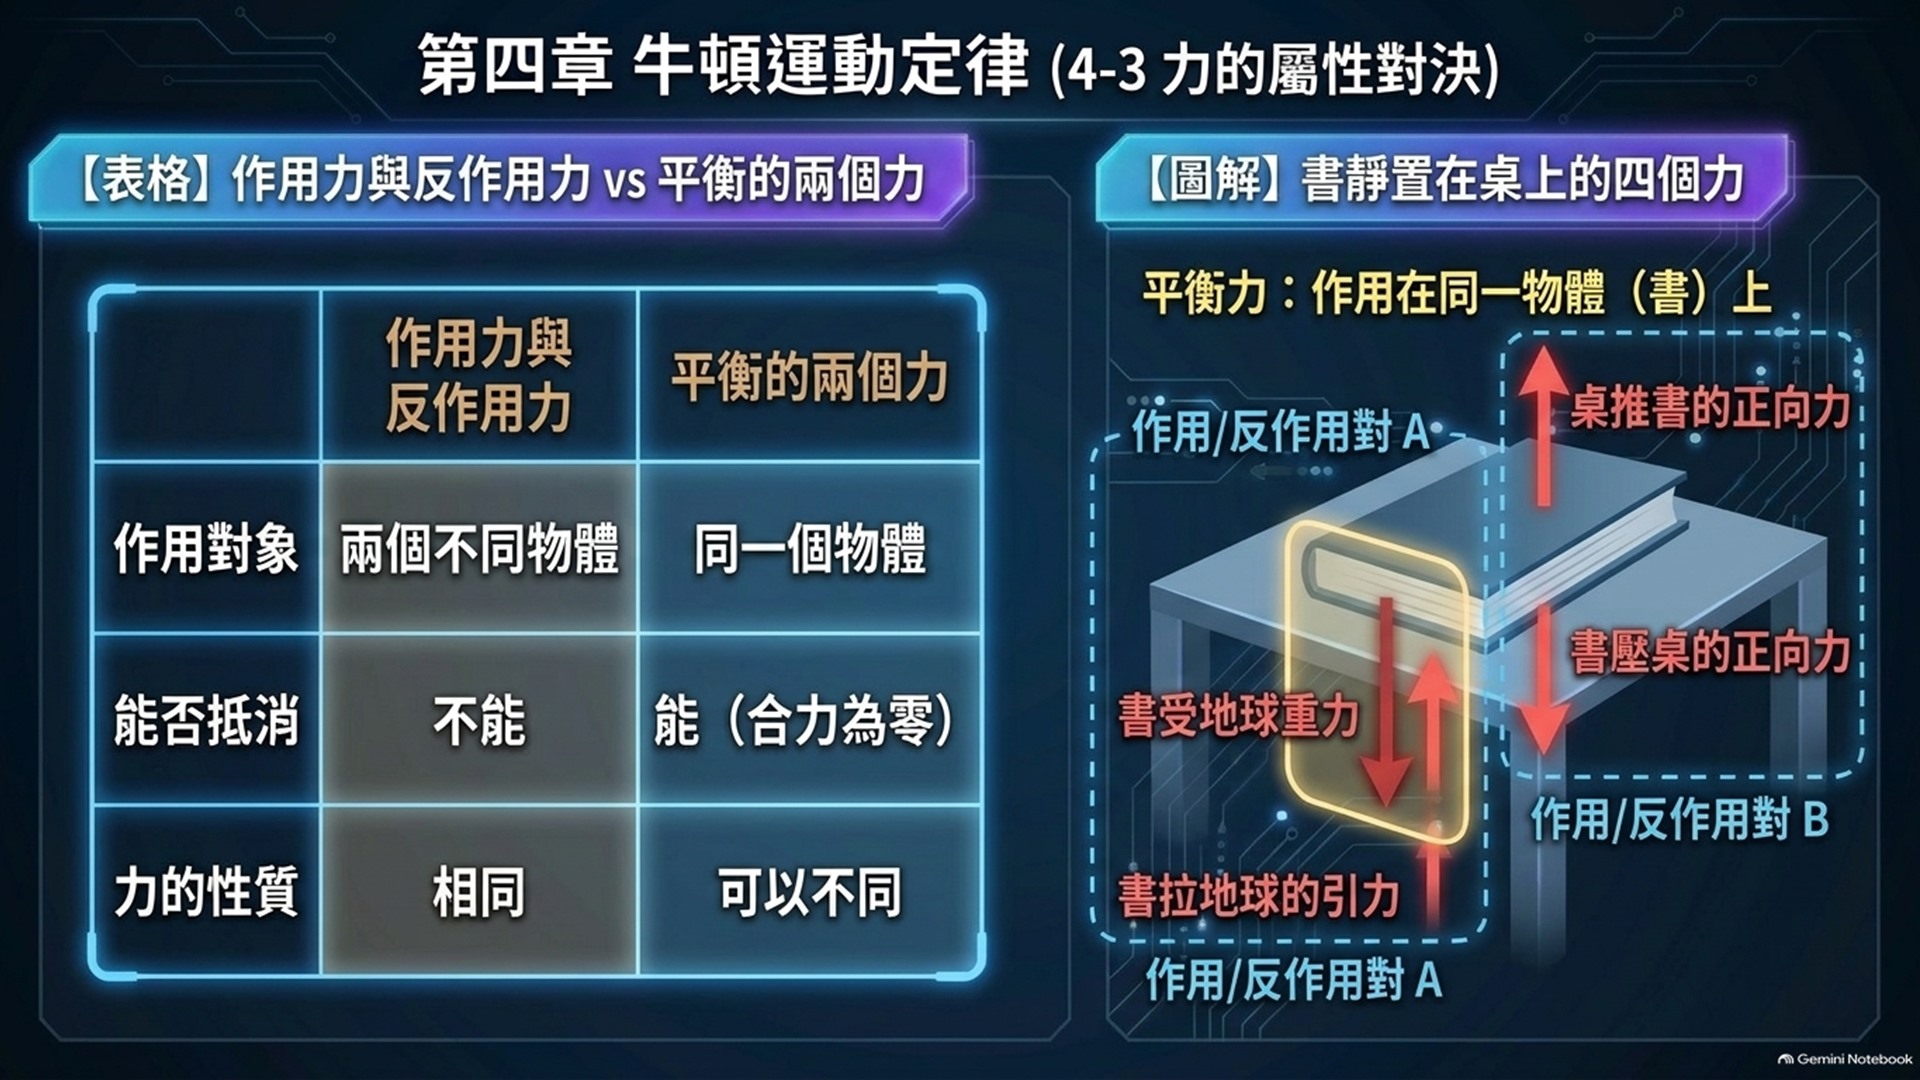 第四章 牛頓運動定律 (4-3 力的屬性對決)
【表格】作用力與反作用力 vs 平衡的兩個力
作用力與
反作用力
平衡的兩個力
作用對象
兩個不同物體
同一個物體
能否抵消
不能
能（合力為零）
力的性質
相同
可以不同
【圖解】書靜置在桌上的四個力
平衡力：作用在同一物體（書）上
桌推書的正向力
作用/反作用對 A
書壓桌的正向力
書受地球重力
作用/反作用對 B
書拉地球的引力
作用/反作用對 A
Gemini Notebook